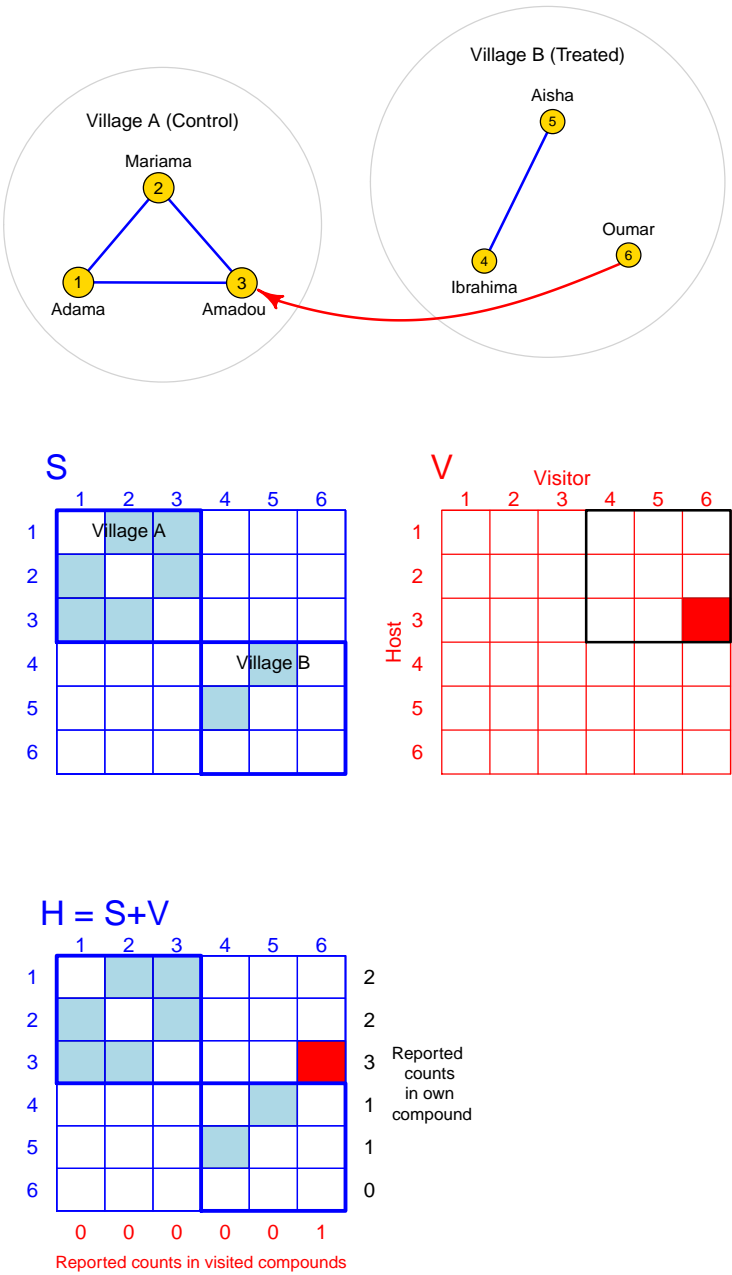 Village B (Treated)
Aisha
5
Village A (Control)
Mariama
2
Oumar
6
4
Ibrahima
1
3
Adama
Amadou
S
1 2 3 4 5 6
1
Village A
2
3
4
Village B
5
6
V
Visitor
1 2 3 4 5 6
Host
1
2
3
4
5
6
H = S+V
1 2 3 4 5 6
1 2
2 2
3 3
4 1
5 1
6 0
Reported
counts
in own
compound
0 0 0 0 0 1
Reported counts in visited compounds